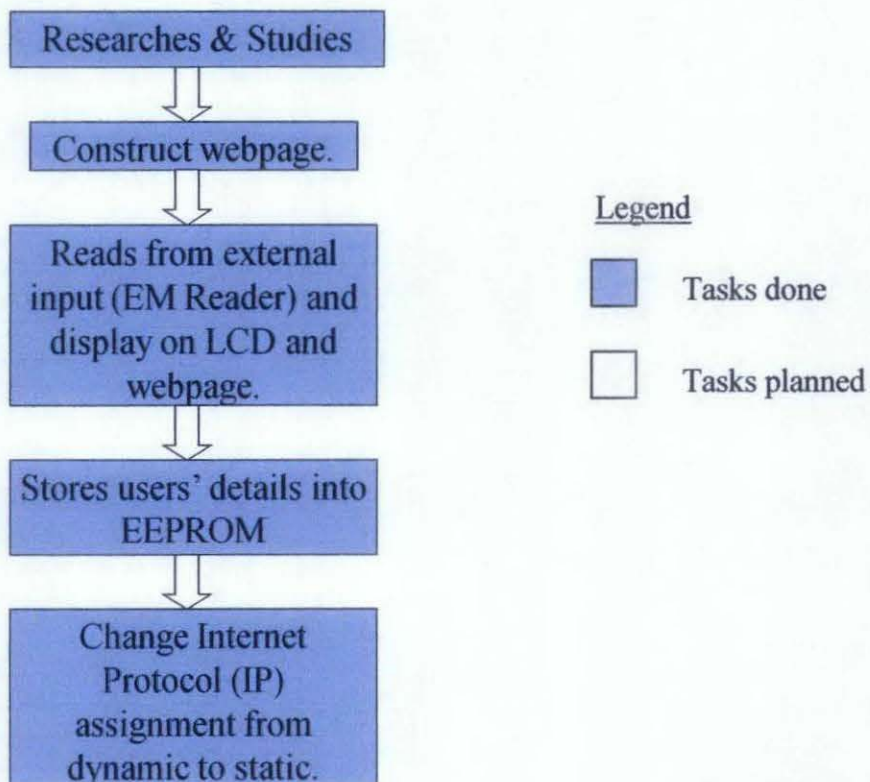 Researches & Studies
Construct webpage.
Reads from external
input (EM Reader) and
display on LCD and
webpage.
Stores users’ details into
EEPROM
Change Internet
Protocol (IP)
assignment from
dynamic to static.
Legend
Tasks done
Tasks planned